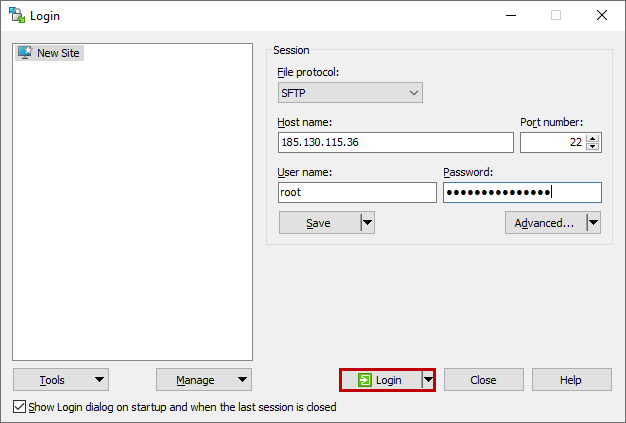 Login
New Site
Session
File protocol:
SFTP
Host name:
Port number:
185.130.115.36
22
User name:
Password:
root
●●●●●●●●●●●●●●●
Save
Advanced...
Tools
Manage
Login
Close
Help
Show Login dialog on startup and when the last session is closed